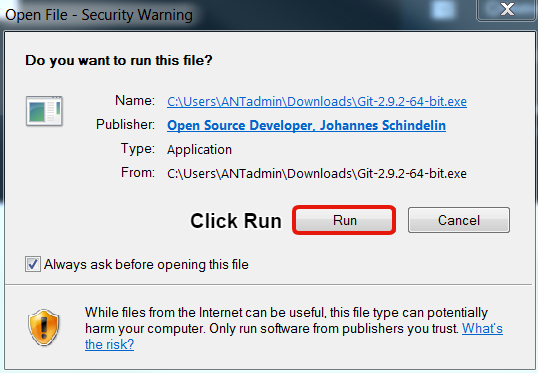 Open File - Security Warning
Do you want to run this file?
Name: C:\Users\ANTadmin\Downloads\Git-2.9.2-64-bit.exe
Publisher: Open Source Developer, Johannes Schindelin
Type: Application
From: C:\Users\ANTadmin\Downloads\Git-2.9.2-64-bit.exe
Click Run Run Cancel
Always ask before opening this file
While files from the Internet can be useful, this file type can potentially
harm your computer. Only run software from publishers you trust. What's
the risk?